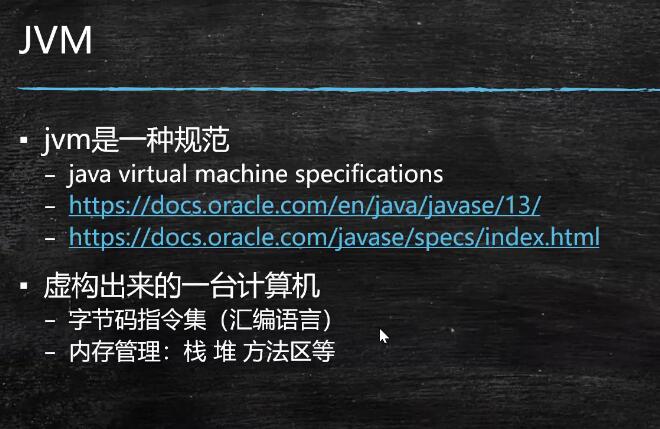 JVM
▪ jvm是一种规范
– java virtual machine specifications
– https://docs.oracle.com/en/java/javase/13/
– https://docs.oracle.com/javase/specs/index.html
▪ 虚构出来的一台计算机
– 字节码指令集（汇编语言）
– 内存管理：栈 堆 方法区等